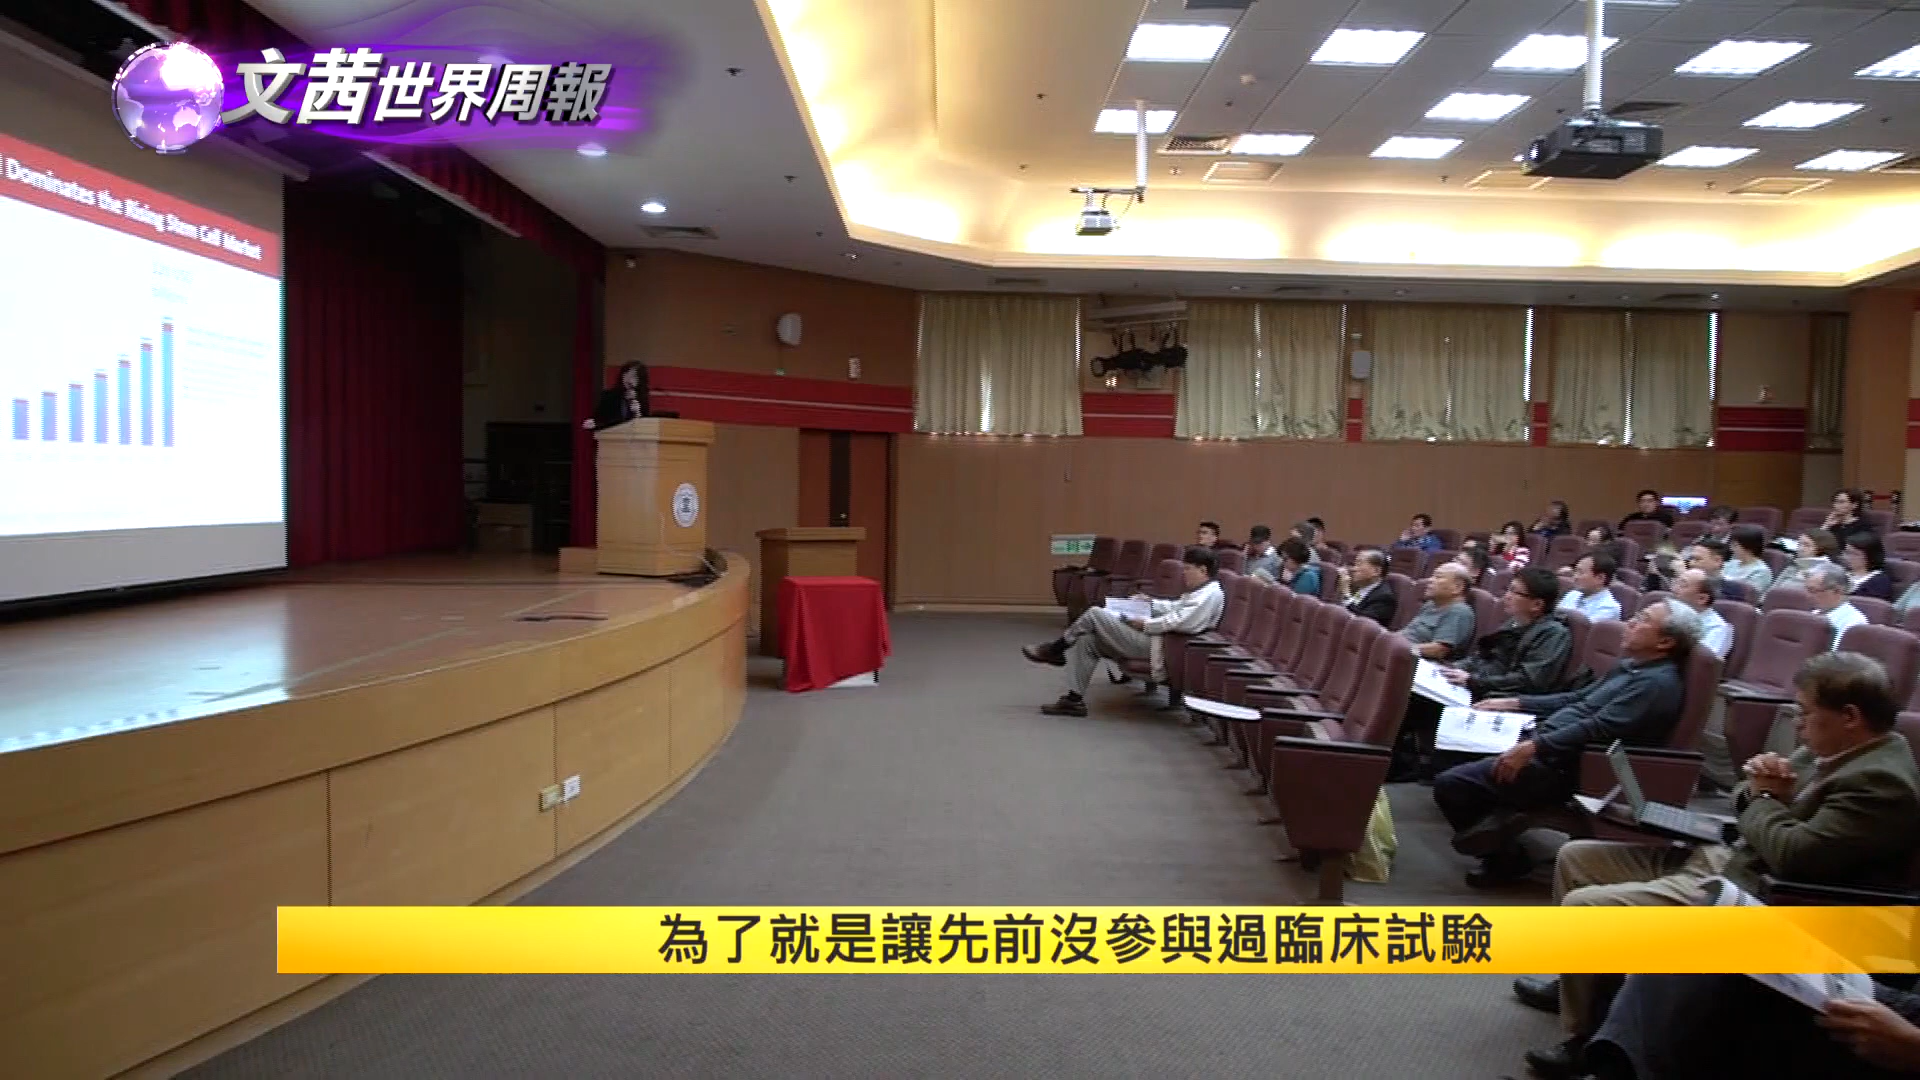 文茜世界周報
Dominates the Rising Stem Cell Market
為了就是讓先前沒參與過臨床試驗